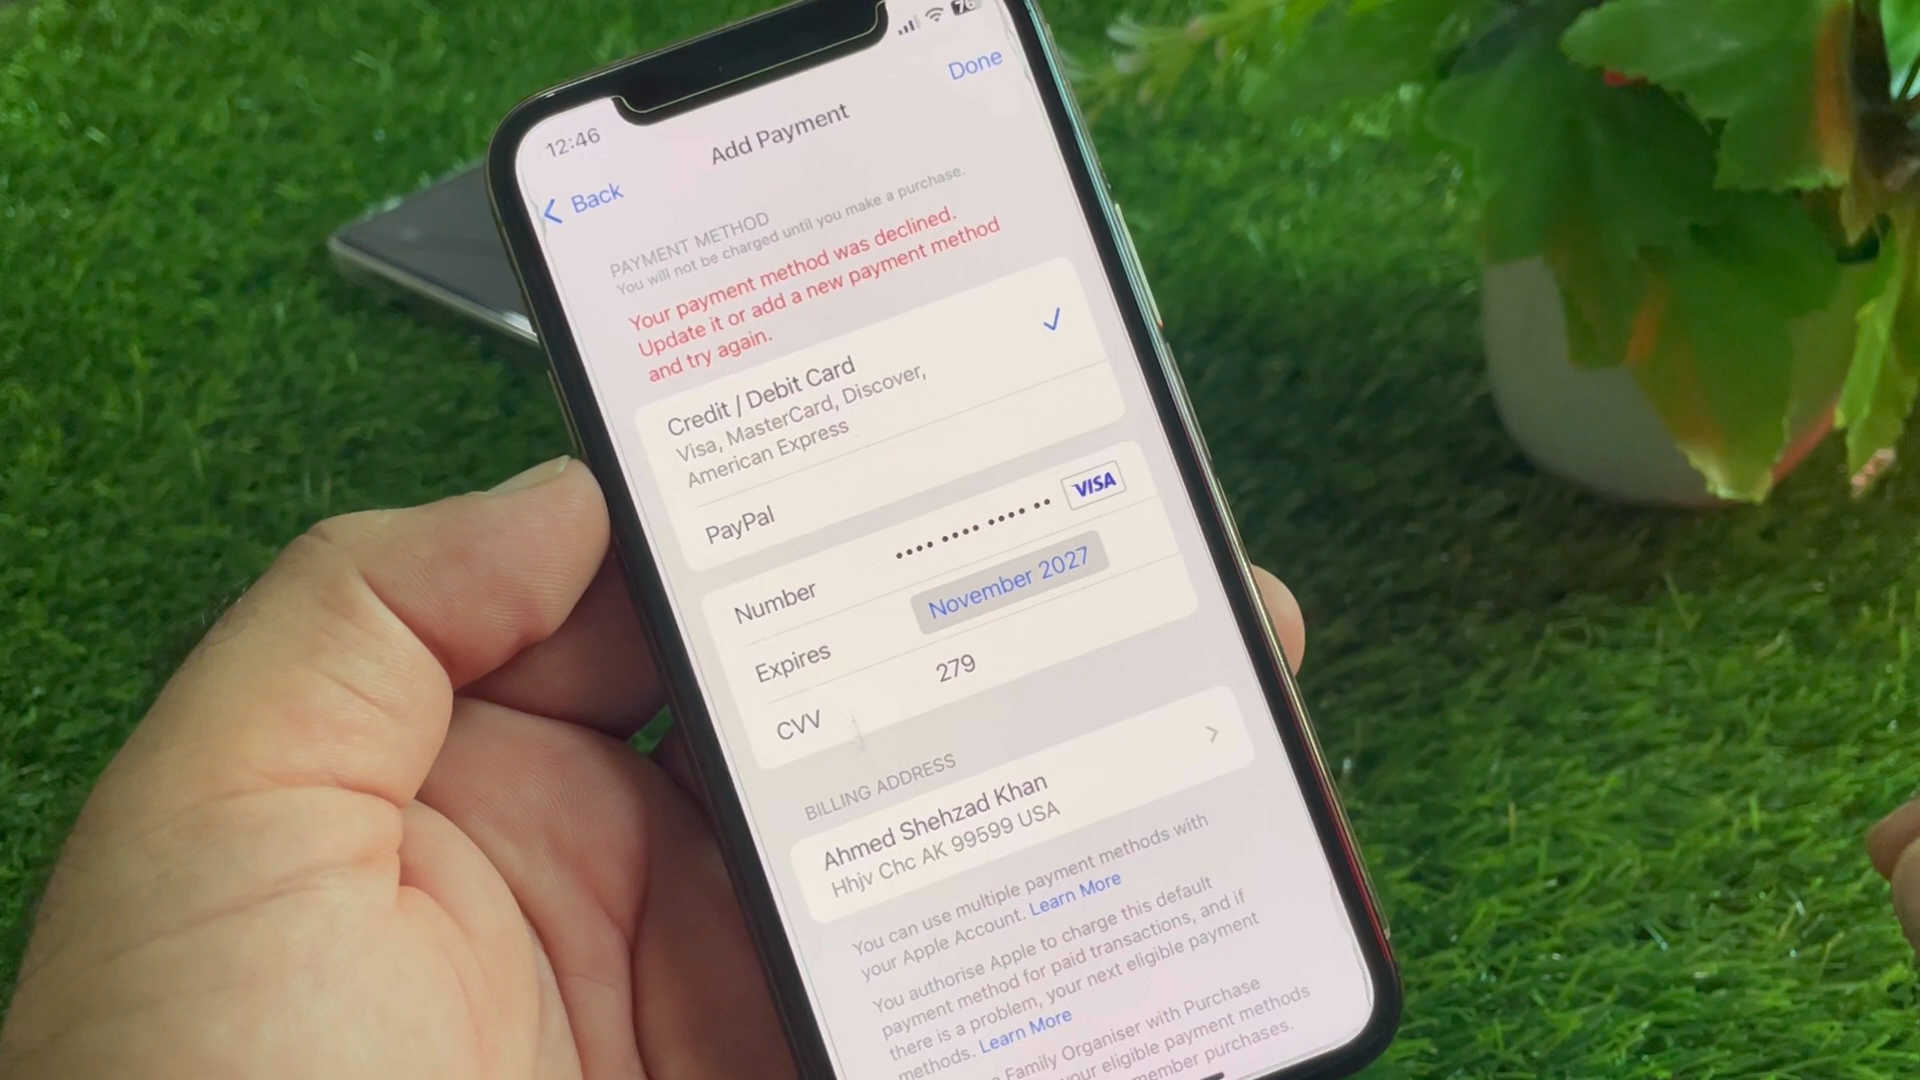 12:46
76
Done
Add Payment
Back
PAYMENT METHOD
You will not be charged until you make a purchase.
Your payment method was declined.
Update it or add a new payment method
and try again.
Credit / Debit Card
Visa, MasterCard, Discover,
American Express
PayPal
Number •••• ••••• •••• •• VISA
Expires November 2027
CVV 279
BILLING ADDRESS
Ahmed Shehzad Khan
Hhjv Chc AK 99599 USA
You can use multiple payment methods with
your Apple Account. Learn More
You authorise Apple to charge this default
payment method for paid transactions, and if
there is a problem, your next eligible payment
methods. Learn More
Family Organiser with Purchase
your eligible payment methods
member purchases.